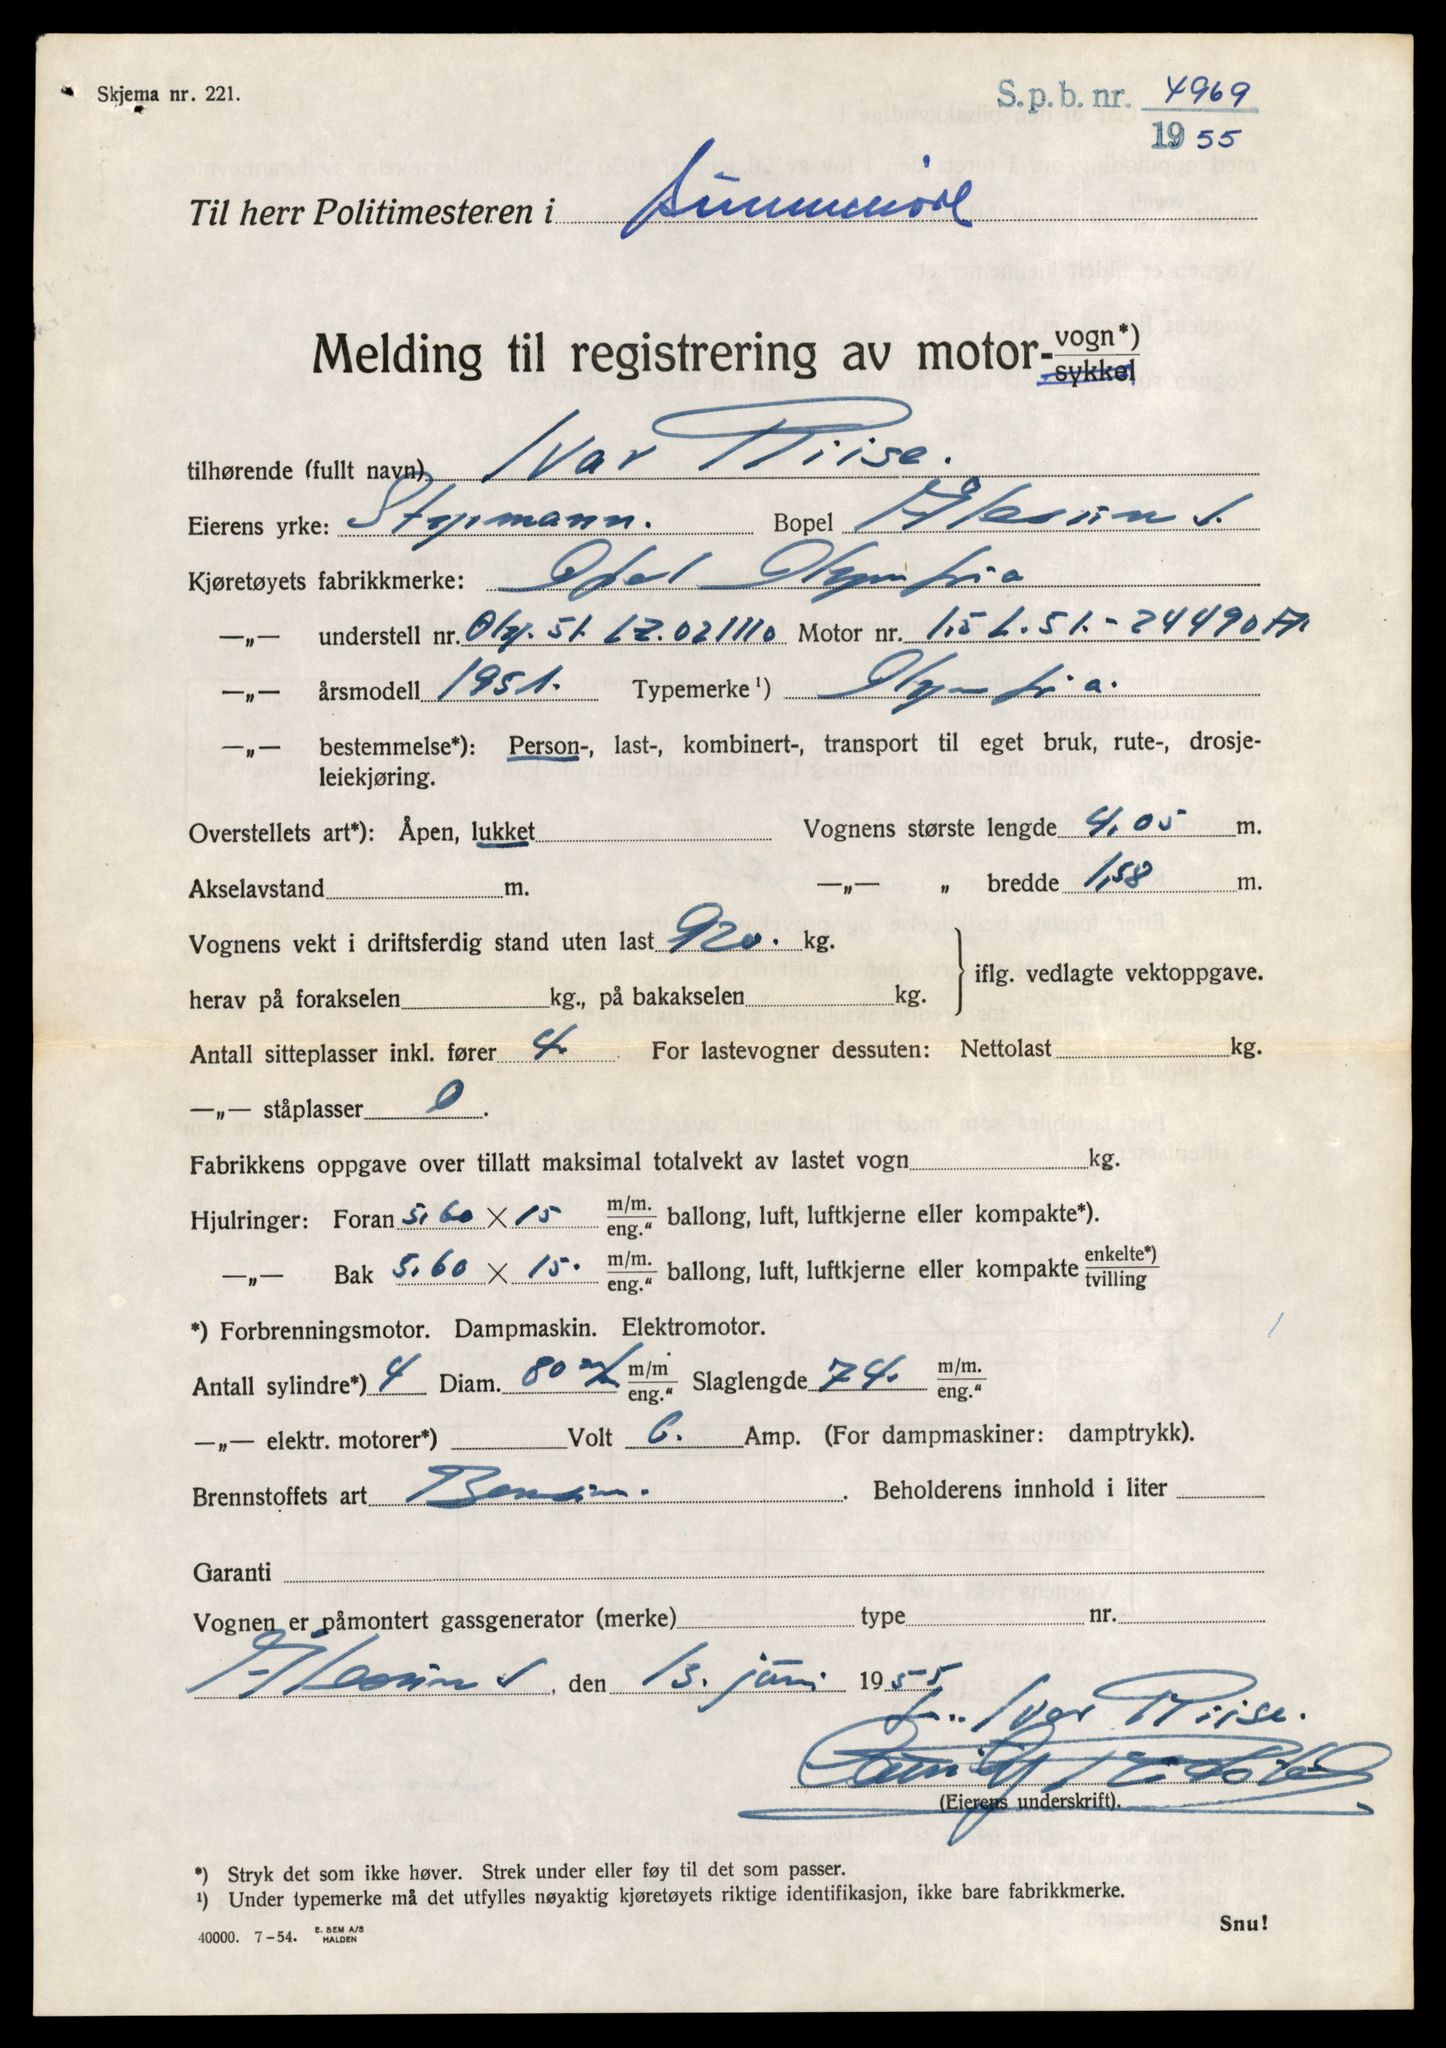 Skjema nr. 221.
S.p.b. nr. 4969
1955
Til herr Politimesteren i Sunnmøre
Melding til registrering av motor- vogn*)
sykkel
tilhørende (fullt navn) Ivar Riise.
Eierens yrke: Styrmann. Bopel Ålesund.
Kjøretøyets fabrikkmerke: Opel Olympia
—„— understell nr. Oly. 51. LZ. 021110 Motor nr. 1.5 L. 51. - 24490
—„— årsmodell 1951. Typemerke¹) Olympia.
—„— bestemmelse*): Person-, last-, kombinert-, transport til eget bruk, rute-, drosje-
leiekjøring.
Overstellets art*): Åpen, lukket Vognens største lengde 4,05 m.
Akselavstand m. —„— „ bredde 1,58 m.
Vognens vekt i driftsferdig stand uten last 920. kg.
iflg. vedlagte vektoppgave.
herav på forakselen kg., på bakakselen kg.
Antall sitteplasser inkl. fører 4. For lastevogner dessuten: Nettolast kg.
—„— ståplasser 0.
Fabrikkens oppgave over tillatt maksimal totalvekt av lastet vogn kg.
Hjulringer: Foran 5.60 × 15 m/m. eng.“ ballong, luft, luftkjerne eller kompakte*).
—„— Bak 5.60 × 15. m/m. eng.“ ballong, luft, luftkjerne eller kompakte enkelte*) tvilling
*) Forbrenningsmotor. Dampmaskin. Elektromotor.
Antall sylindre*) 4 Diam. 80 m/m m/m eng.“ Slaglengde 74. m/m. eng.“
—„— elektr. motorer*) Volt 6. Amp. (For dampmaskiner: damptrykk).
Brennstoffets art Bensin. Beholderens innhold i liter
Garanti
Vognen er påmontert gassgenerator (merke) type nr.
Ålesund, den 13. juni 1955
Ivar Riise.
(Eierens underskrift).
*) Stryk det som ikke høver. Strek under eller føy til det som passer.
¹) Under typemerke må det utfylles nøyaktig kjøretøyets riktige identifikasjon, ikke bare fabrikkmerke.
Snu!
40000. 7-54. E. SEM A/S
HALDEN